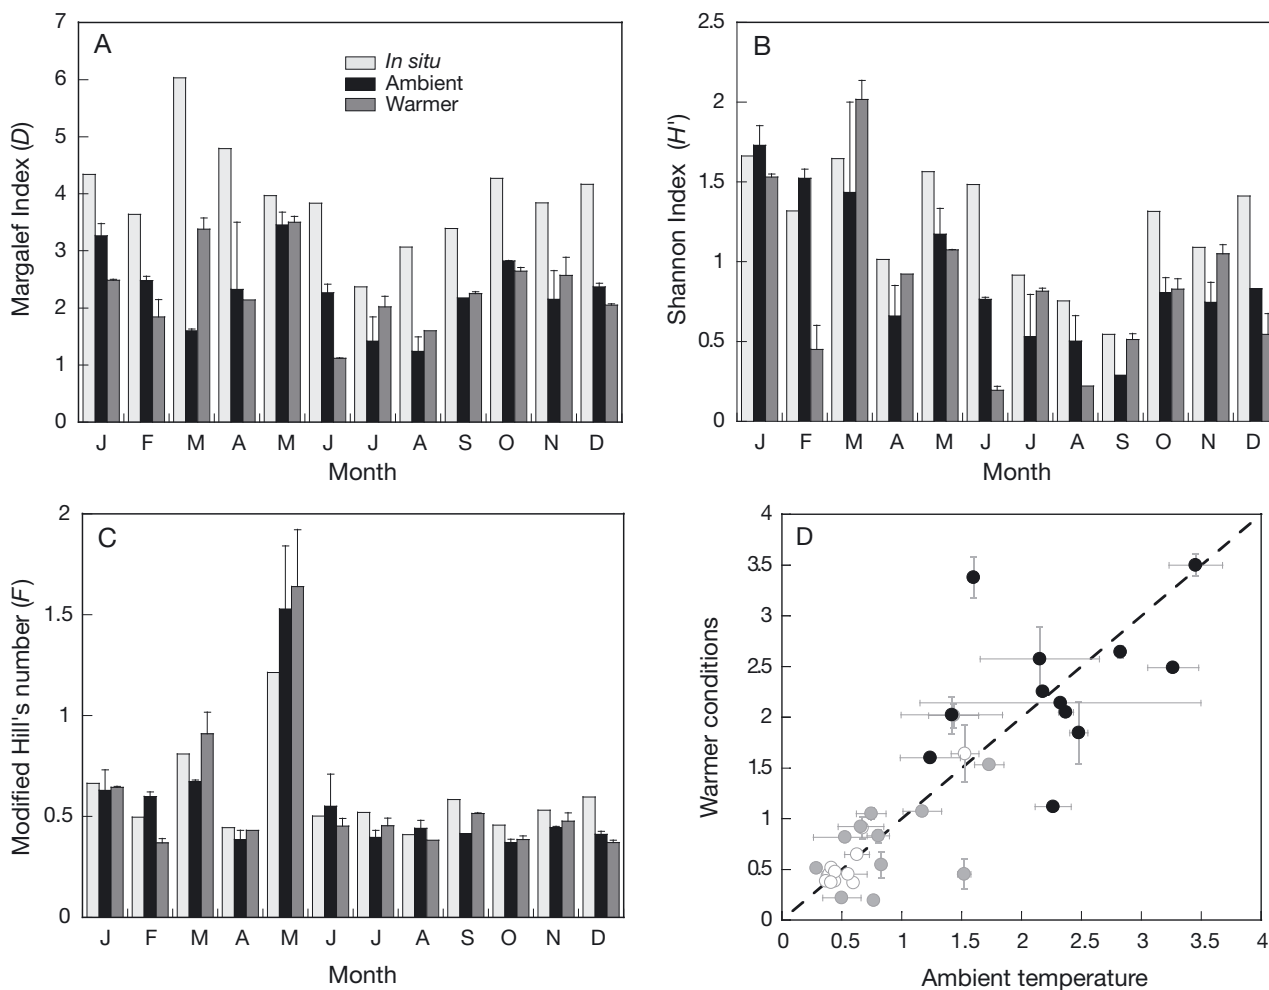 A
In situ
Ambient
Warmer
Margalef Index (D)
7
6
5
4
3
2
1
0
J F M A M J J A S O N D
Month
B
Shannon Index (H')
2.5
2
1.5
1
0.5
0
J F M A M J J A S O N D
Month
C
Modified Hill's number (F)
2
1.5
1
0.5
0
J F M A M J J A S O N D
Month
D
Warmer conditions
4
3.5
3
2.5
2
1.5
1
0.5
0
0 0.5 1 1.5 2 2.5 3 3.5 4
Ambient temperature